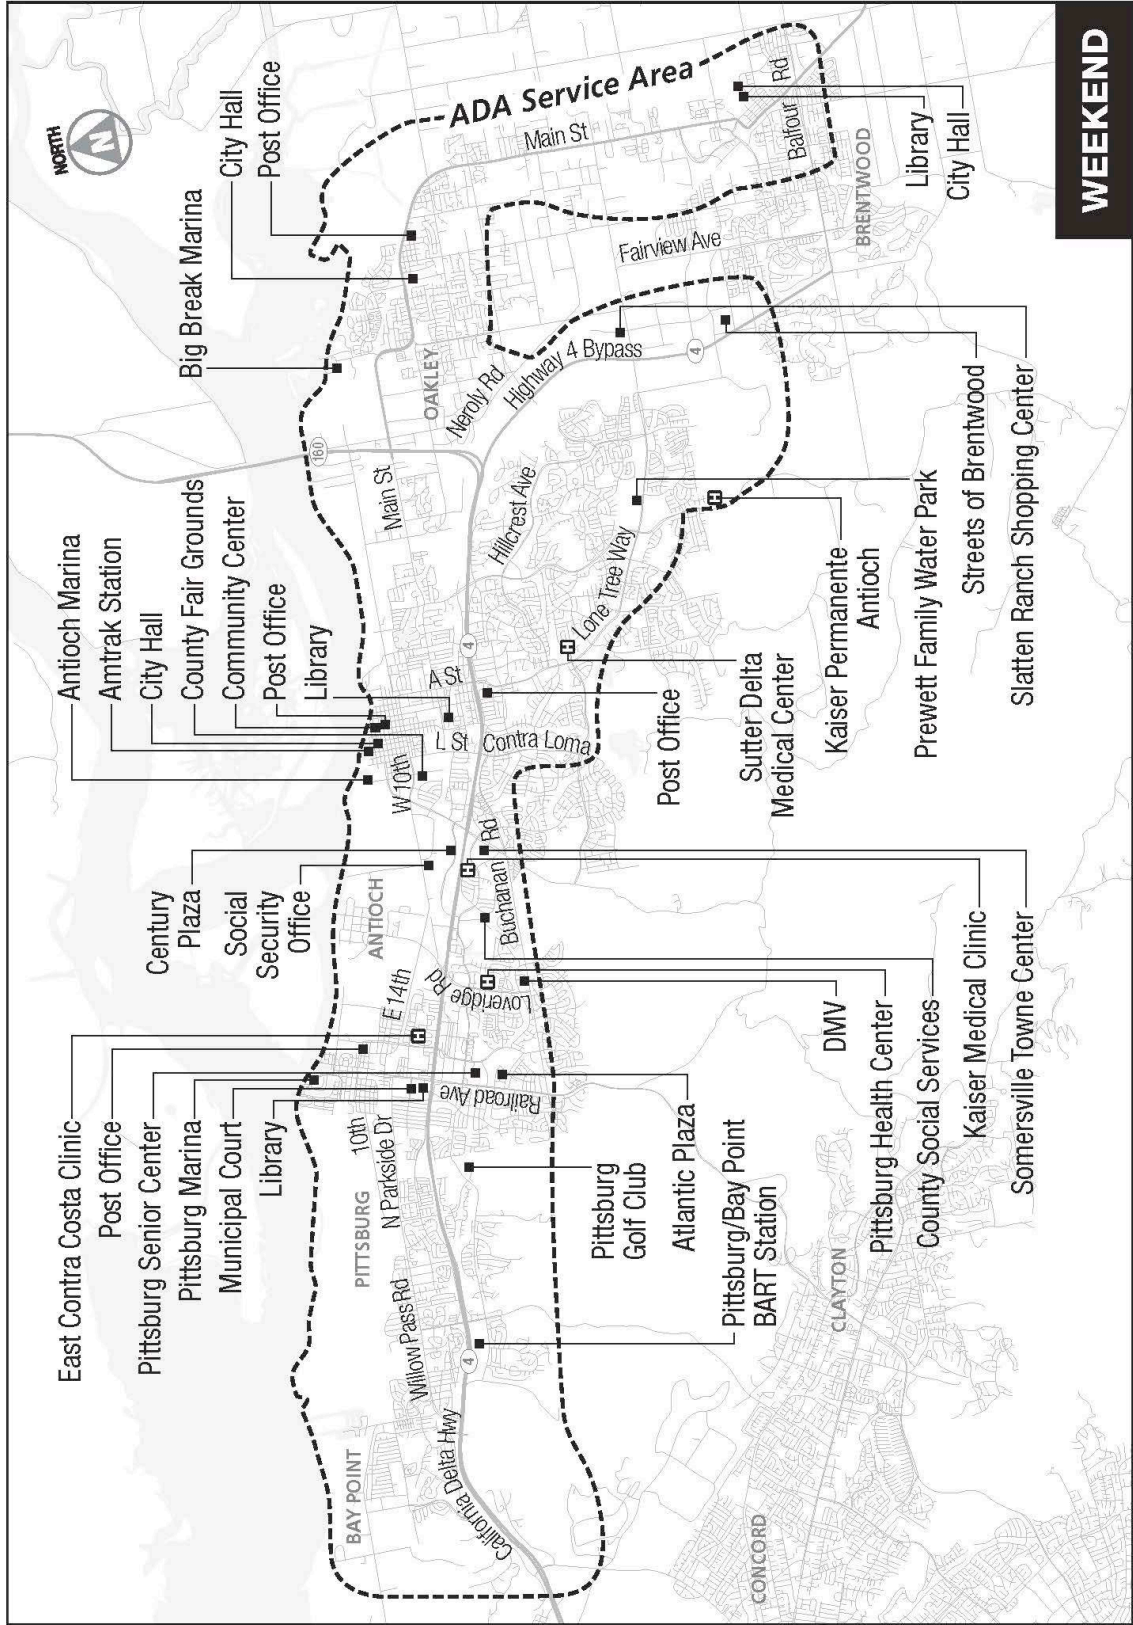 WEEKEND
NORTH
N
ADA Service Area
East Contra Costa Clinic
Post Office
Pittsburg Senior Center
Pittsburg Marina
Municipal Court
Library
Century
Plaza
Social
Security
Office
Antioch Marina
Amtrak Station
City Hall
County Fair Grounds
Community Center
Post Office
Library
Big Break Marina
City Hall
Post Office
BAY POINT
PITTSBURG
ANTIOCH
OAKLEY
BRENTWOOD
CLAYTON
CONCORD
California Delta Hwy
4
Willow Pass Rd
N Parkside Dr
10th
Railroad Ave
E 14th
Loveridge Rd
Buchanan Rd
W 10th
L St
Contra Loma
A St
4
Lone Tree Way
Hillcrest Ave
Main St
160
Neroly Rd
Highway 4 Bypass
4
Fairview Ave
Main St
Balfour Rd
H
H
H
H
H
Pittsburg/Bay Point
BART Station
Pittsburg
Golf Club
Atlantic Plaza
DMV
Pittsburg Health Center
County Social Services
Kaiser Medical Clinic
Somersville Towne Center
Post Office
Sutter Delta
Medical Center
Kaiser Permanente
Antioch
Prewett Family Water Park
Streets of Brentwood
Slatten Ranch Shopping Center
Library
City Hall